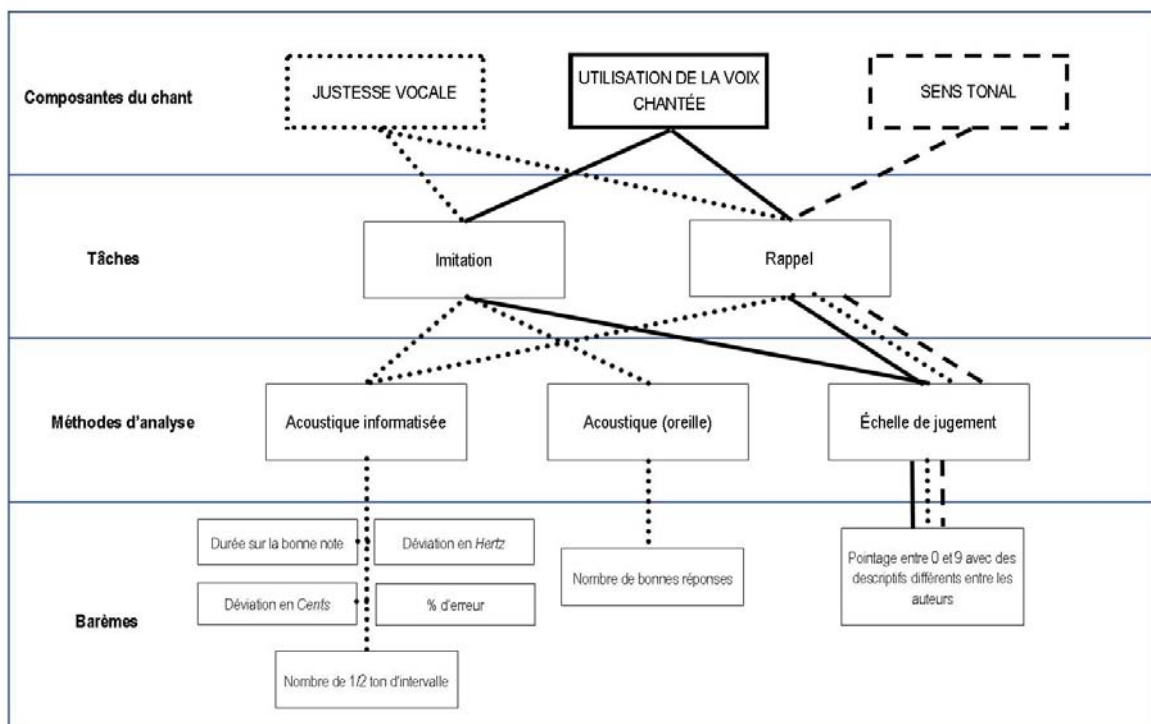 Composantes du chant
JUSTESSE VOCALE
UTILISATION DE LA VOIX
CHANTÉE
SENS TONAL
Tâches
Imitation
Rappel
Méthodes d'analyse
Acoustique informatisée
Acoustique (oreille)
Échelle de jugement
Barèmes
Durée sur la bonne note
Déviation en Hertz
Déviation en Cents
% d'erreur
Nombre de 1/2 ton d'intervalle
Nombre de bonnes réponses
Pointage entre 0 et 9 avec des
descriptifs différents entre les
auteurs